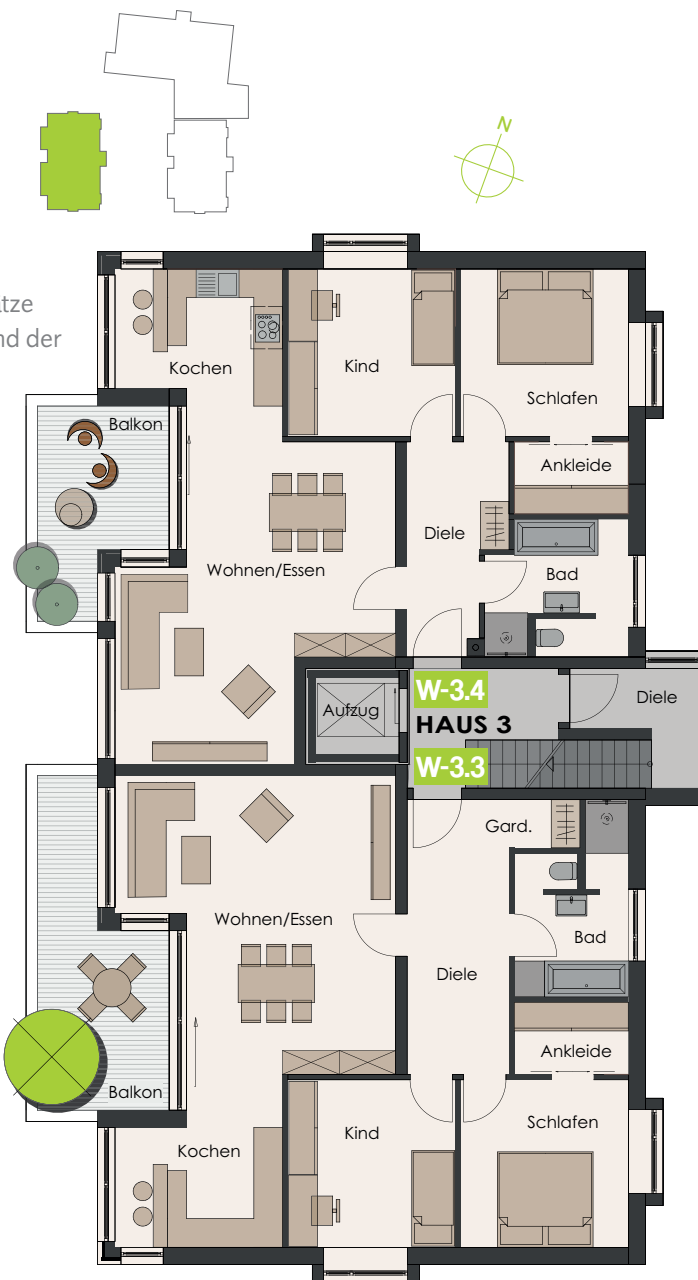 N
tze
nd der
Kochen
Kind
Schlafen
Balkon
Ankleide
Diele
Wohnen/Essen
Bad
W-3.4
Aufzug
HAUS 3
Diele
W-3.3
Gard.
Wohnen/Essen
Bad
Diele
Ankleide
Balkon
Schlafen
Kind
Kochen